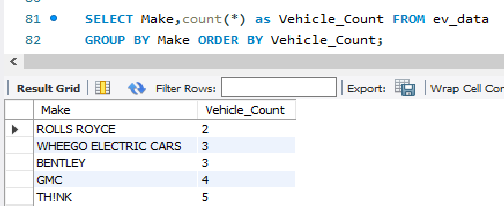 81 SELECT Make,count(*) as Vehicle_Count FROM ev_data
82 GROUP BY Make ORDER BY Vehicle_Count;
Result Grid Filter Rows: Export: Wrap Cell Con
Make Vehicle_Count
ROLLS ROYCE 2
WHEEGO ELECTRIC CARS 3
BENTLEY 3
GMC 4
TH!NK 5